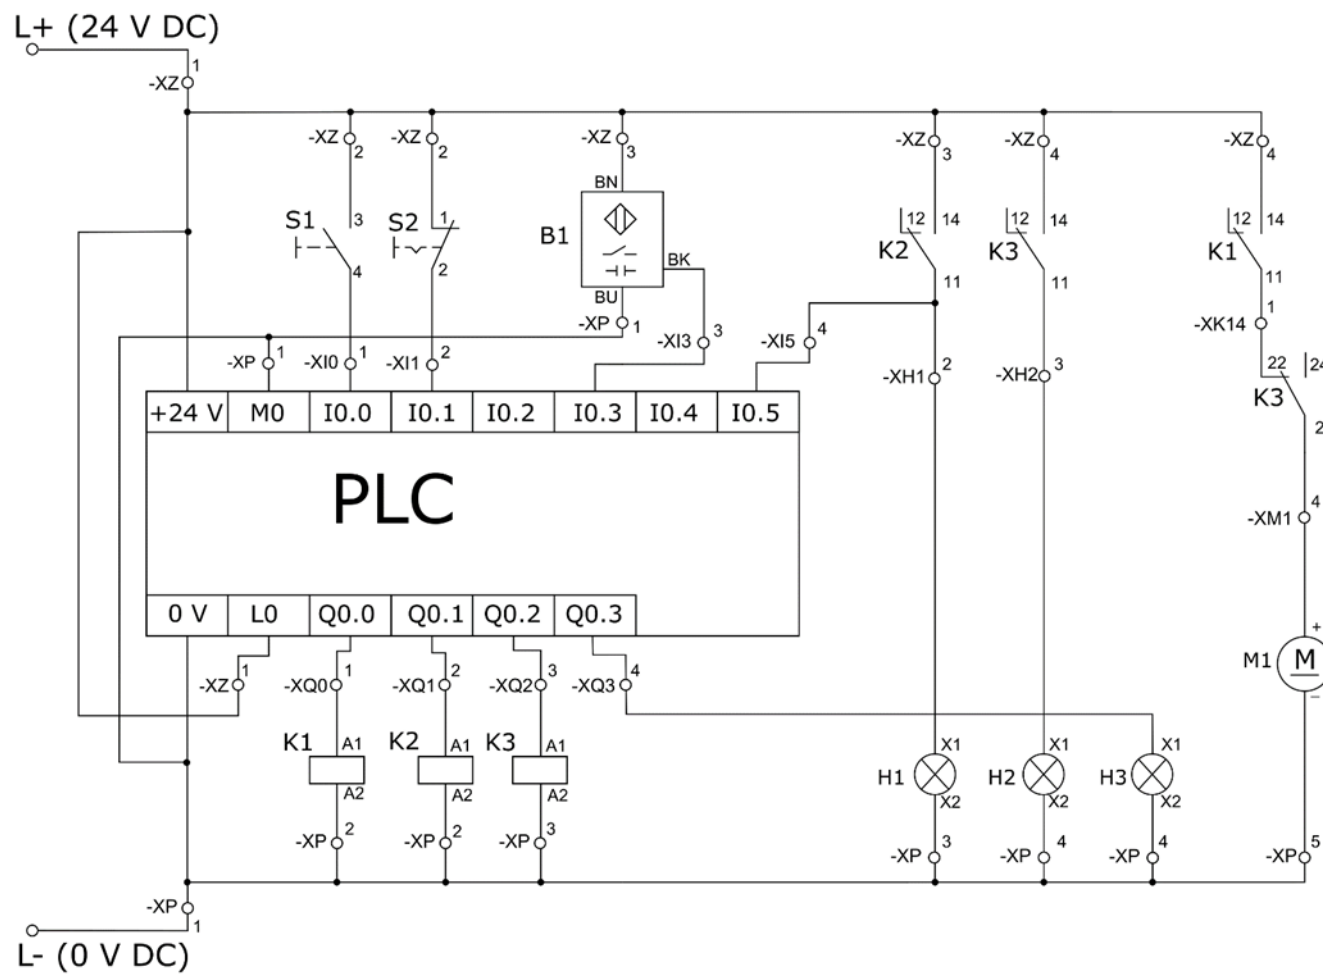 L+ (24 V DC)
1
-XZ
-XZ 2
-XZ 2
-XZ 3
-XZ 3
-XZ 4
-XZ 4
BN
S1 3
4
S2 1
2
B1
BK
BU
K2 12 14
11
K3 12 14
11
K1 12 14
11
-XP 1
-XI3 3
-XI5 4
-XK14 1
-XP 1
-XI0 1
-XI1 2
-XH1 2
-XH2 3
22 24
K3
2
+24 V M0 I0.0 I0.1 I0.2 I0.3 I0.4 I0.5
PLC
-XM1 4
0 V L0 Q0.0 Q0.1 Q0.2 Q0.3
+
M1 M
–
-XZ 1
-XQ0 1
-XQ1 2
-XQ2 3
-XQ3 4
K1 A1
A2
K2 A1
A2
K3 A1
A2
H1 X1
X2
H2 X1
X2
H3 X1
X2
-XP 2
-XP 2
-XP 3
-XP 3
-XP 4
-XP 4
-XP 5
-XP
1
L- (0 V DC)